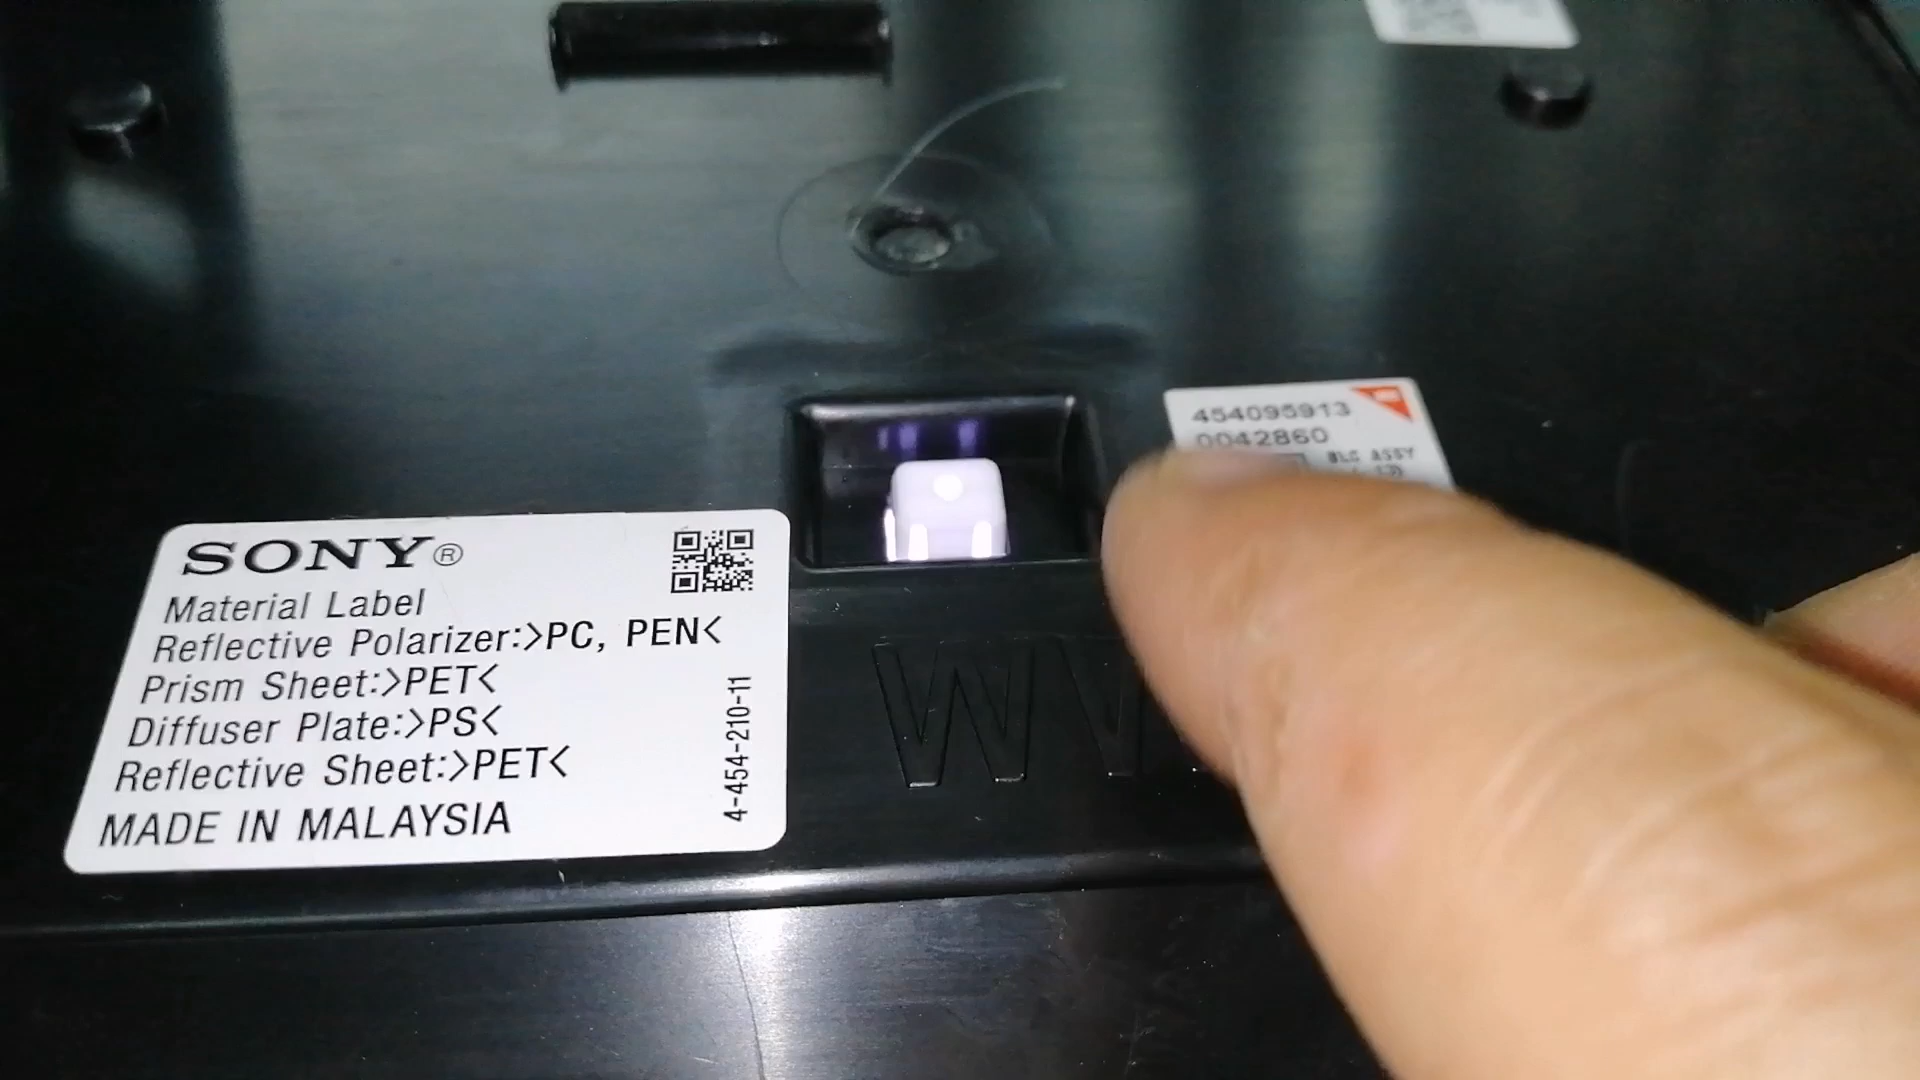 454095913
0042860
BLC ASSY
SONY®
Material Label
Reflective Polarizer:>PC, PEN<
Prism Sheet:>PET<
Diffuser Plate:>PS<
Reflective Sheet:>PET<
MADE IN MALAYSIA
4-454-210-11